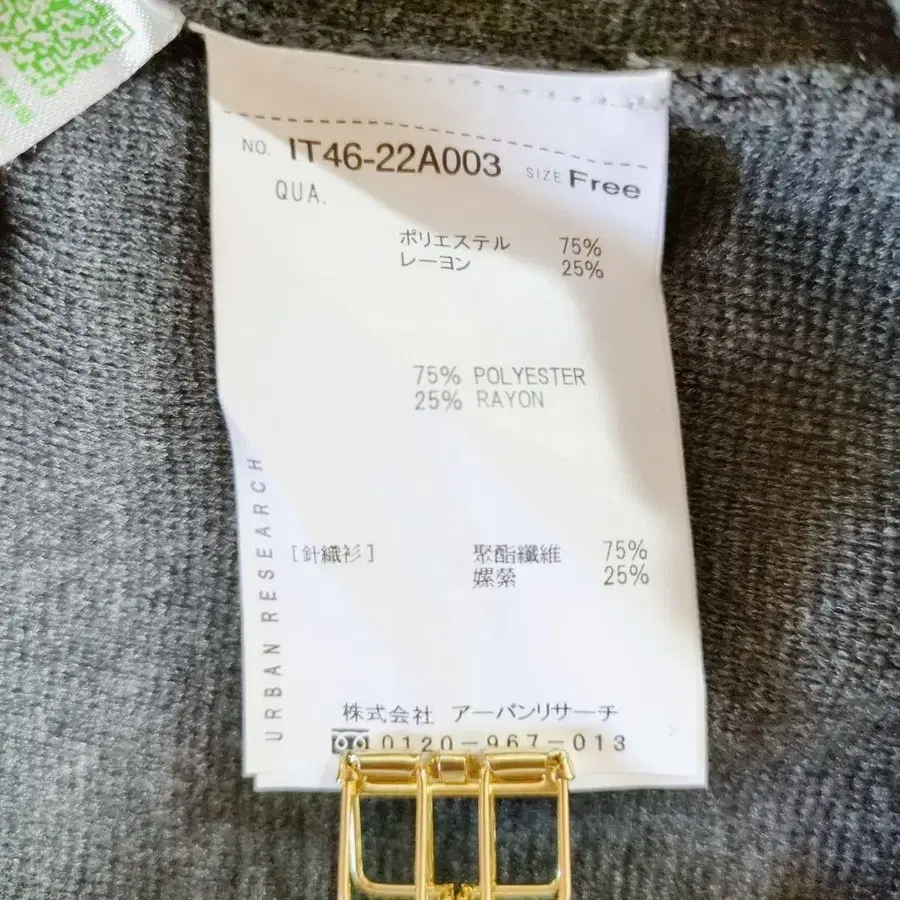 NO. IT46-22A003 SIZE Free
QUA.
ポリエステル 75%
レーヨン 25%
75% POLYESTER
25% RAYON
URBAN RESEARCH
[針織衫] 聚酯纖維 75%
嫘縈 25%
株式会社 アーバンリサーチ
0120-967-013